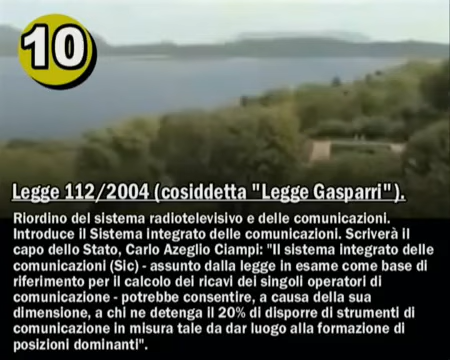 10
Legge 112/2004 (cosiddetta "Legge Gasparri").
Riordino del sistema radiotelevisivo e delle comunicazioni.
Introduce il Sistema integrato delle comunicazioni. Scriverà il
capo dello Stato, Carlo Azeglio Ciampi: "Il sistema integrato delle
comunicazioni (Sic) - assunto dalla legge in esame come base di
riferimento per il calcolo dei ricavi dei singoli operatori di
comunicazione - potrebbe consentire, a causa della sua
dimensione, a chi ne detenga il 20% di disporre di strumenti di
comunicazione in misura tale da dar luogo alla formazione di
posizioni dominanti".